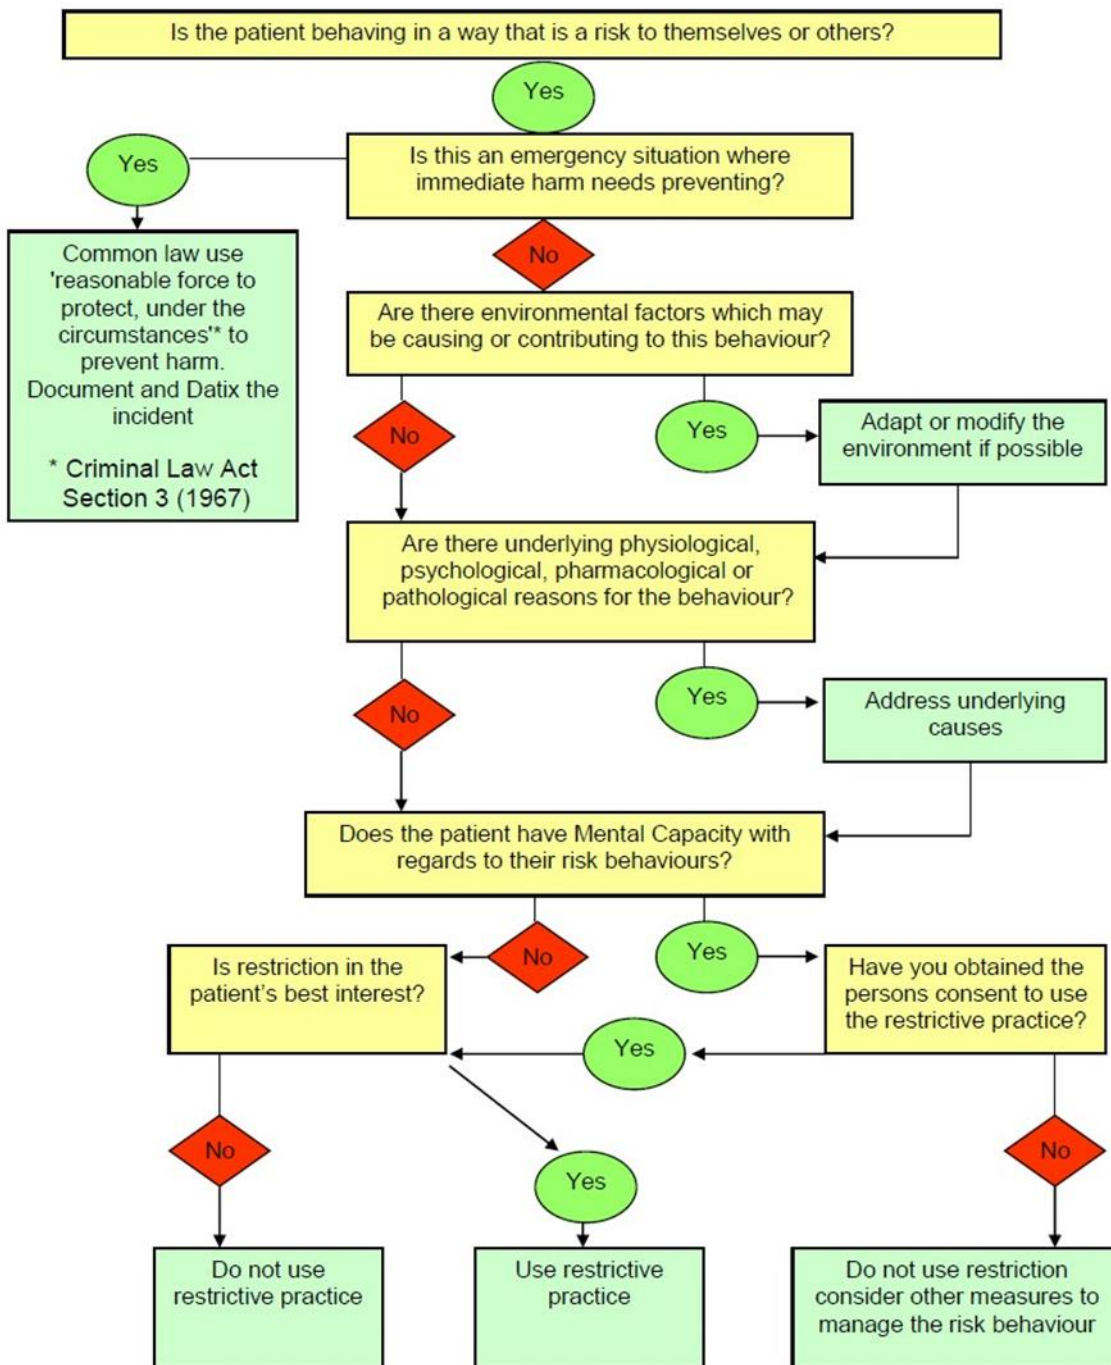 Is the patient behaving in a way that is a risk to themselves or others?
Yes
Yes
Is this an emergency situation where
immediate harm needs preventing?
Common law use
'reasonable force to
protect, under the
circumstances'* to
prevent harm.
Document and Datix the
incident
* Criminal Law Act
Section 3 (1967)
No
Are there environmental factors which may
be causing or contributing to this behaviour?
No
Yes
Adapt or modify the
environment if possible
Are there underlying physiological,
psychological, pharmacological or
pathological reasons for the behaviour?
No
Yes
Address underlying
causes
Does the patient have Mental Capacity with
regards to their risk behaviours?
No
Yes
Is restriction in the
patient's best interest?
Have you obtained the
persons consent to use
the restrictive practice?
Yes
No
Yes
No
Do not use
restrictive practice
Use restrictive
practice
Do not use restriction
consider other measures to
manage the risk behaviour